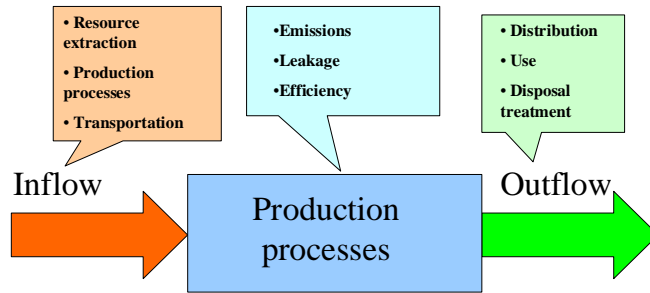 • Resource
extraction
• Production
processes
• Transportation
•Emissions
•Leakage
•Efficiency
• Distribution
• Use
• Disposal
treatment
Inflow
Production
processes
Outflow